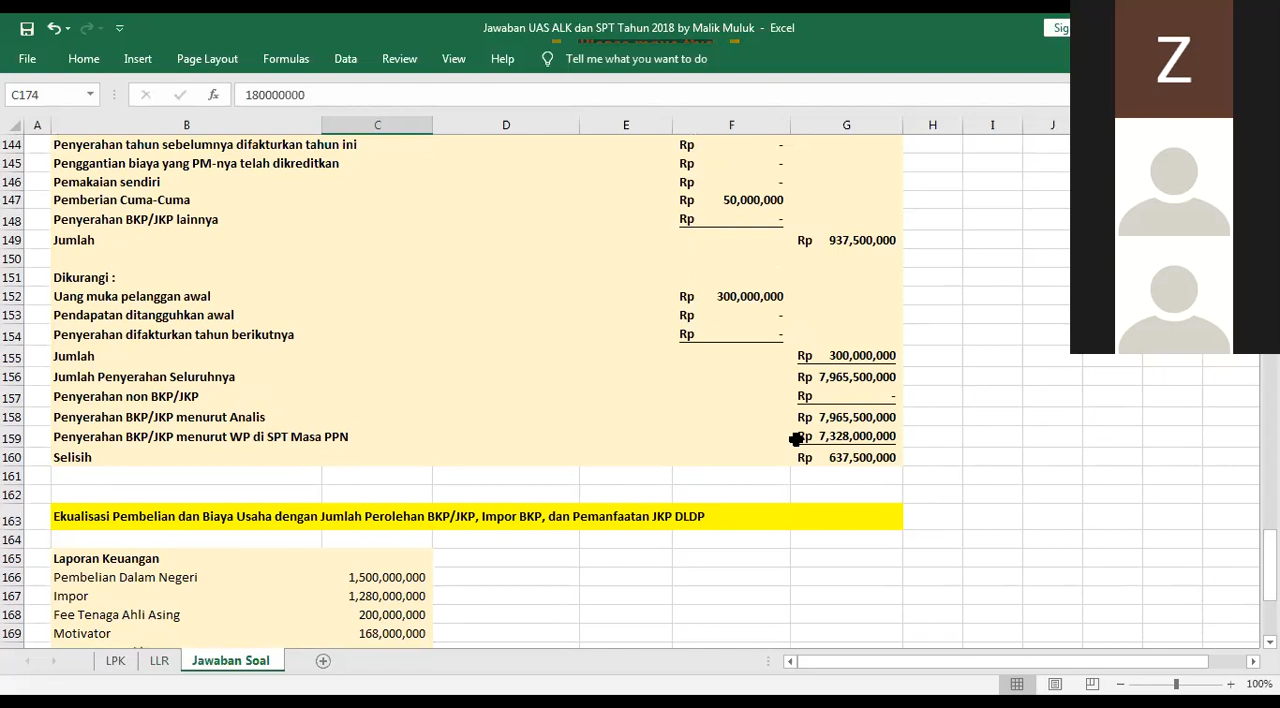 Jawaban UAS ALK dan SPT Tahun 2018 by Malik Muluk - Excel
Sig
File Home Insert Page Layout Formulas Data Review View Help Tell me what you want to do
C174 fx 180000000
A B C D E F G H I J
144 Penyerahan tahun sebelumnya difakturkan tahun ini Rp -
145 Penggantian biaya yang PM-nya telah dikreditkan Rp -
146 Pemakaian sendiri Rp -
147 Pemberian Cuma-Cuma Rp 50,000,000
148 Penyerahan BKP/JKP lainnya Rp -
149 Jumlah Rp 937,500,000
150
151 Dikurangi :
152 Uang muka pelanggan awal Rp 300,000,000
153 Pendapatan ditangguhkan awal Rp -
154 Penyerahan difakturkan tahun berikutnya Rp -
155 Jumlah Rp 300,000,000
156 Jumlah Penyerahan Seluruhnya Rp 7,965,500,000
157 Penyerahan non BKP/JKP Rp -
158 Penyerahan BKP/JKP menurut Analis Rp 7,965,500,000
159 Penyerahan BKP/JKP menurut WP di SPT Masa PPN Rp 7,328,000,000
160 Selisih Rp 637,500,000
161
162
163 Ekualisasi Pembelian dan Biaya Usaha dengan Jumlah Perolehan BKP/JKP, Impor BKP, dan Pemanfaatan JKP DLDP
164
165 Laporan Keuangan
166 Pembelian Dalam Negeri 1,500,000,000
167 Impor 1,280,000,000
168 Fee Tenaga Ahli Asing 200,000,000
169 Motivator 168,000,000
LPK LLR Jawaban Soal
100%
Z